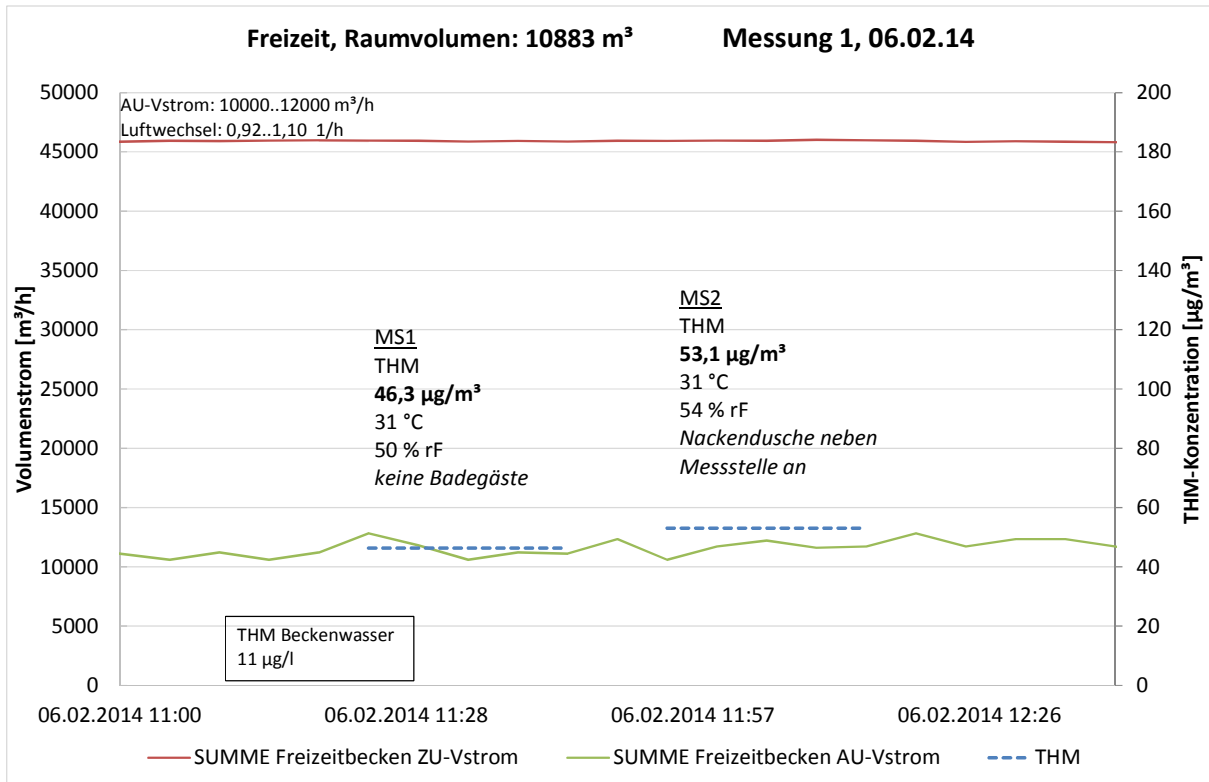 Freizeit, Raumvolumen: 10883 m³ Messung 1, 06.02.14
AU-Vstrom: 10000..12000 m³/h
Luftwechsel: 0,92..1,10 1/h
Volumenstrom [m³/h]
50000
45000
40000
35000
30000
25000
20000
15000
10000
5000
0
MS1
THM
46,3 µg/m³
31 °C
50 % rF
keine Badegäste
MS2
THM
53,1 µg/m³
31 °C
54 % rF
Nackendusche neben
Messstelle an
THM Beckenwasser
11 µg/l
200
180
160
140
120
100
80
60
40
20
0
THM-Konzentration [µg/m³]
06.02.2014 11:00 06.02.2014 11:28 06.02.2014 11:57 06.02.2014 12:26
SUMME Freizeitbecken ZU-Vstrom SUMME Freizeitbecken AU-Vstrom THM